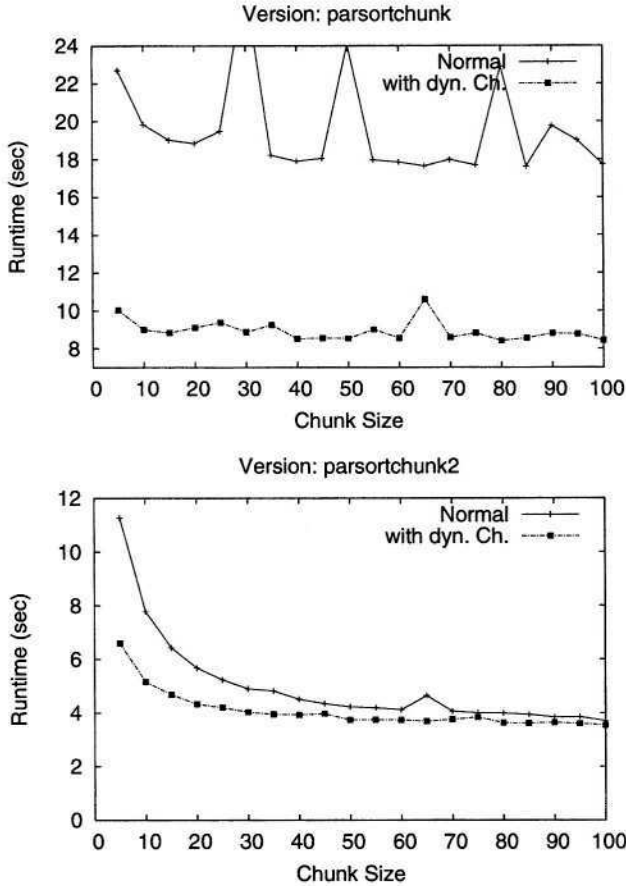 Version: parsortchunk
24
22
20
18
16
14
12
10
8
Runtime (sec)
Normal
with dyn. Ch.
0 10 20 30 40 50 60 70 80 90 100
Chunk Size
Version: parsortchunk2
12
10
8
6
4
2
0
Runtime (sec)
Normal
with dyn. Ch.
0 10 20 30 40 50 60 70 80 90 100
Chunk Size